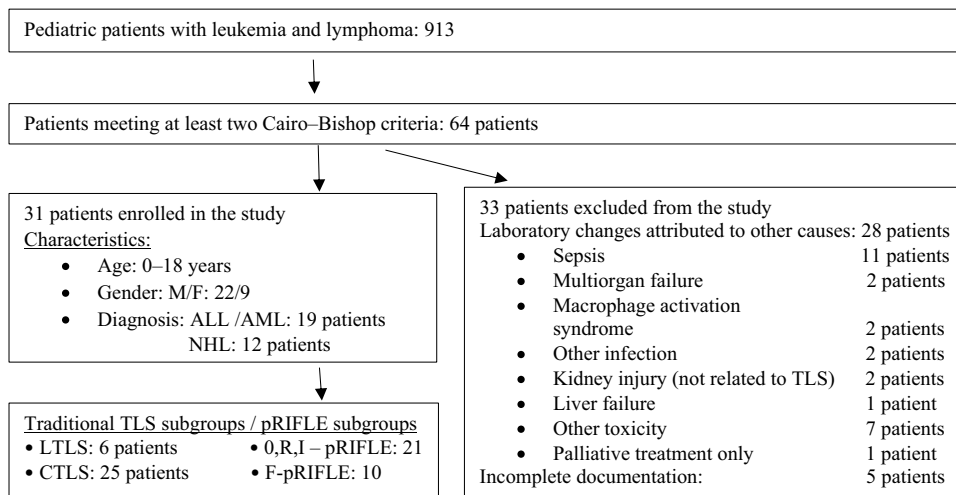 Pediatric patients with leukemia and lymphoma: 913
Patients meeting at least two Cairo–Bishop criteria: 64 patients
31 patients enrolled in the study
Characteristics:
• Age: 0–18 years
• Gender: M/F: 22/9
• Diagnosis: ALL /AML: 19 patients
NHL: 12 patients
Traditional TLS subgroups / pRIFLE subgroups
• LTLS: 6 patients • 0,R,I – pRIFLE: 21
• CTLS: 25 patients • F-pRIFLE: 10
33 patients excluded from the study
Laboratory changes attributed to other causes: 28 patients
• Sepsis 11 patients
• Multiorgan failure 2 patients
• Macrophage activation
syndrome 2 patients
• Other infection 2 patients
• Kidney injury (not related to TLS) 2 patients
• Liver failure 1 patient
• Other toxicity 7 patients
• Palliative treatment only 1 patient
Incomplete documentation: 5 patients